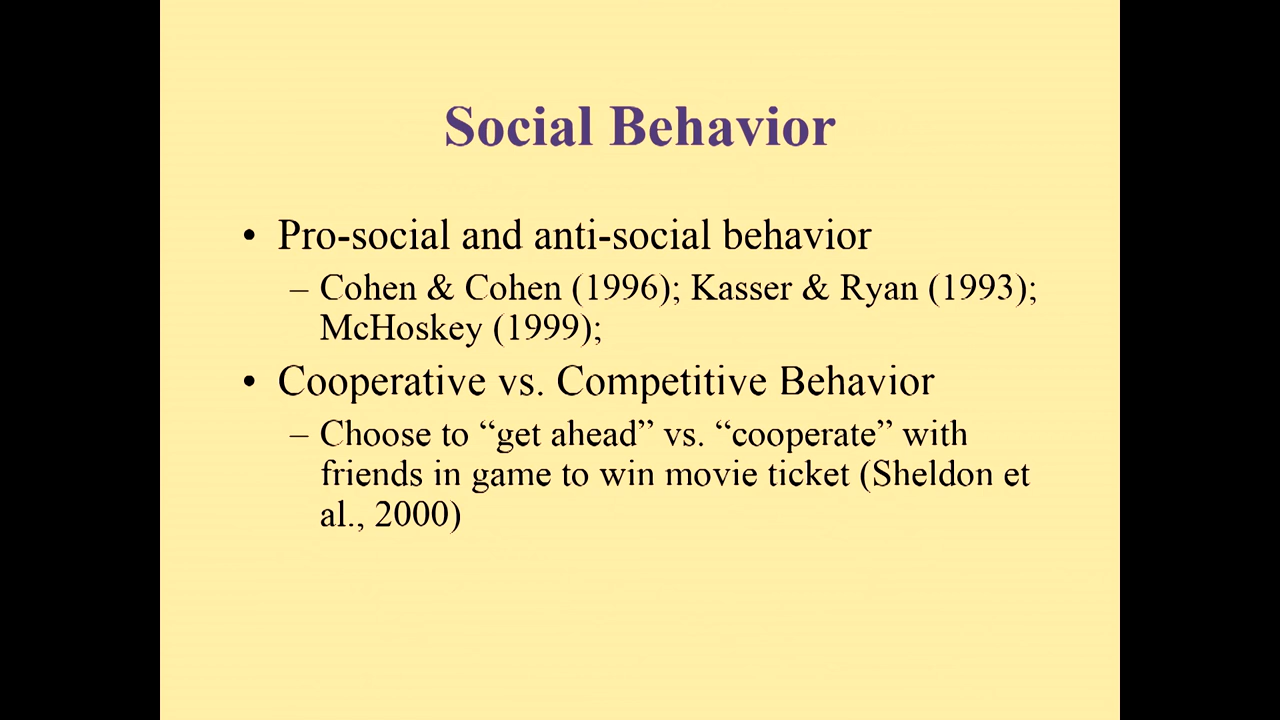 Social Behavior
• Pro-social and anti-social behavior
– Cohen & Cohen (1996); Kasser & Ryan (1993);
McHoskey (1999);
• Cooperative vs. Competitive Behavior
– Choose to “get ahead” vs. “cooperate” with
friends in game to win movie ticket (Sheldon et
al., 2000)